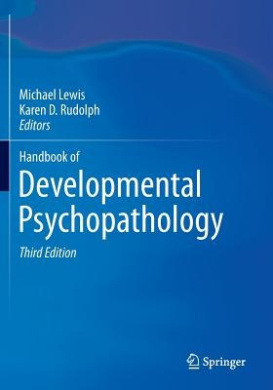 Michael Lewis
Karen D. Rudolph
Editors
Handbook of
Developmental
Psychopathology
Third Edition
Springer